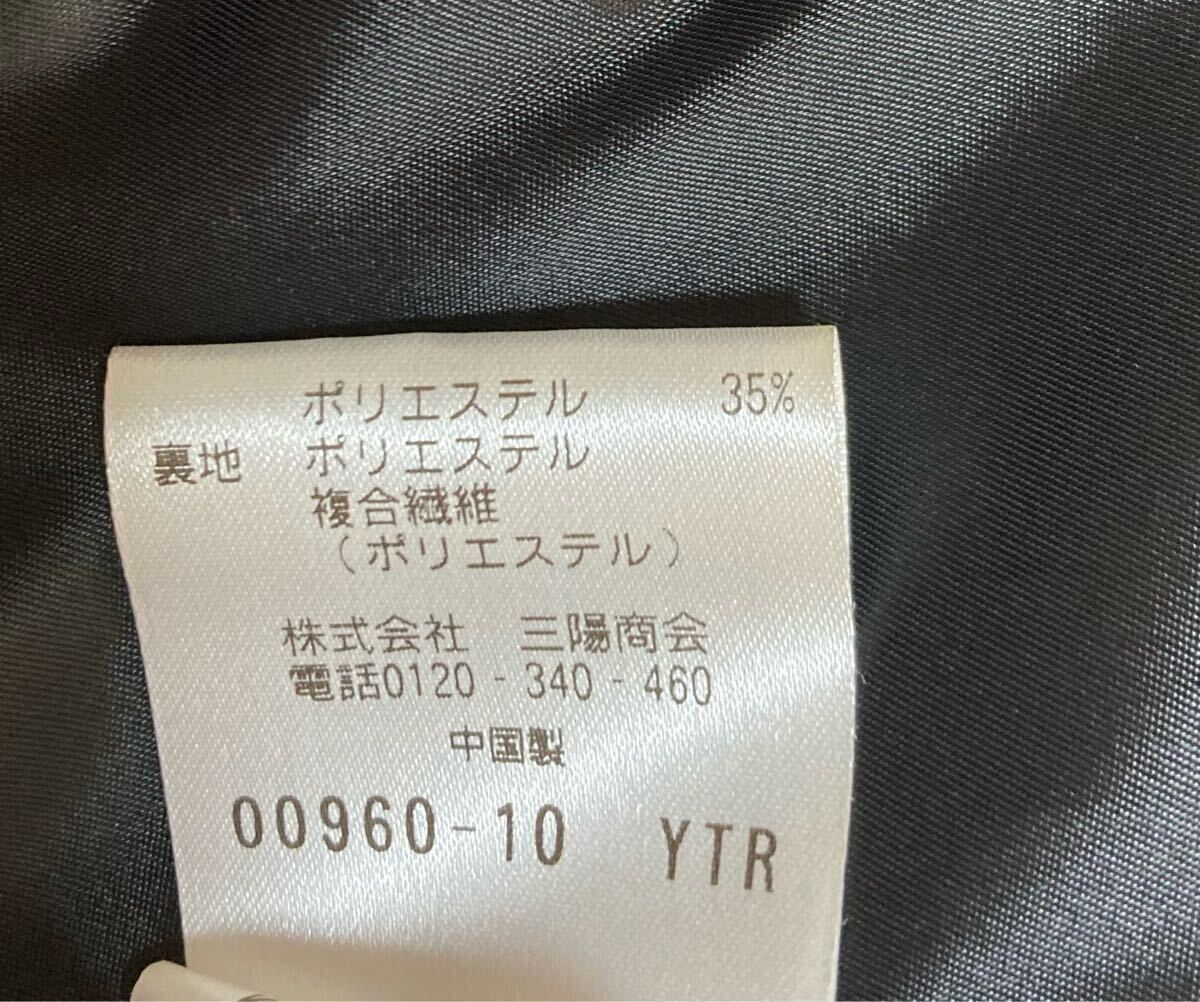 ポリエステル 35%
裏地 ポリエステル
複合繊維
(ポリエステル)
株式会社 三陽商会
電話0120-340-460
中国製
00960-10 YTR